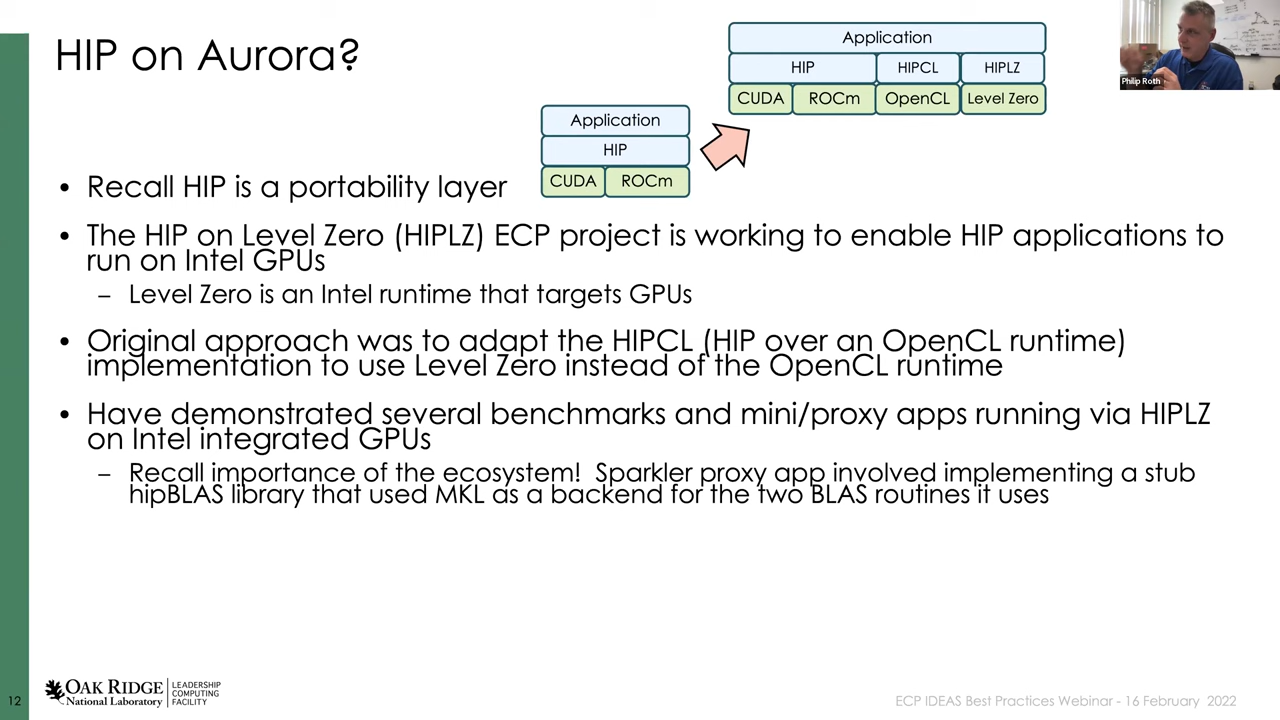 HIP on Aurora?
Application
HIP HIPCL HIPLZ
CUDA ROCm OpenCL Level Zero
Philip Roth
Application
HIP
CUDA ROCm
• Recall HIP is a portability layer
• The HIP on Level Zero (HIPLZ) ECP project is working to enable HIP applications to
run on Intel GPUs
– Level Zero is an Intel runtime that targets GPUs
• Original approach was to adapt the HIPCL (HIP over an OpenCL runtime)
implementation to use Level Zero instead of the OpenCL runtime
• Have demonstrated several benchmarks and mini/proxy apps running via HIPLZ
on Intel integrated GPUs
– Recall importance of the ecosystem! Sparkler proxy app involved implementing a stub
hipBLAS library that used MKL as a backend for the two BLAS routines it uses
12
OAK RIDGE
National Laboratory
LEADERSHIP
COMPUTING
FACILITY
ECP IDEAS Best Practices Webinar - 16 February 2022